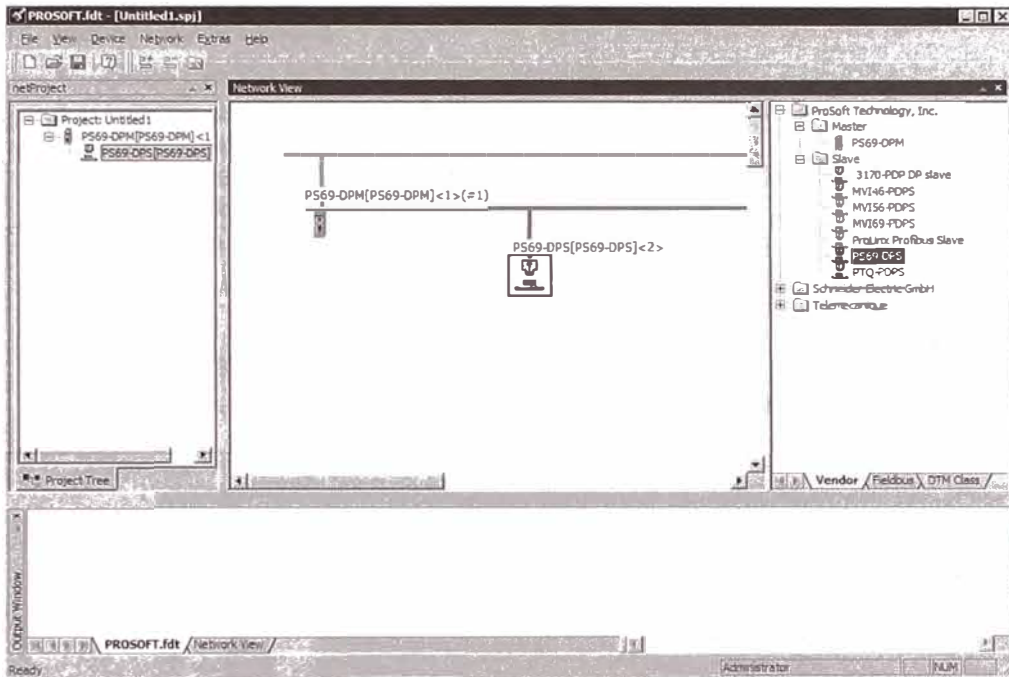 PROSOFT.fdt - [Untitled1.spj]
File View Device Network Extras Help
netProject
Network View
Project: Untitled1
PS69-DPM[PS69-DPM]<1
PS69-DPS[PS69-DPS]
PS69-DPM[PS69-DPM]<1>(#1)
PS69-DPS[PS69-DPS]<2>
ProSoft Technology, Inc.
Master
PS69-DPM
Slave
3170-PDP DP slave
MVI46-PDPS
MVI56-PDPS
MVI69-PDPS
ProLinx Profibus Slave
PS69-DPS
PTQ-PDPS
Schneider Electric GmbH
Telemecanique
Project Tree
Vendor Fieldbus DTM Class
Output Window
PROSOFT.fdt Network View
Ready
Administrator NUM